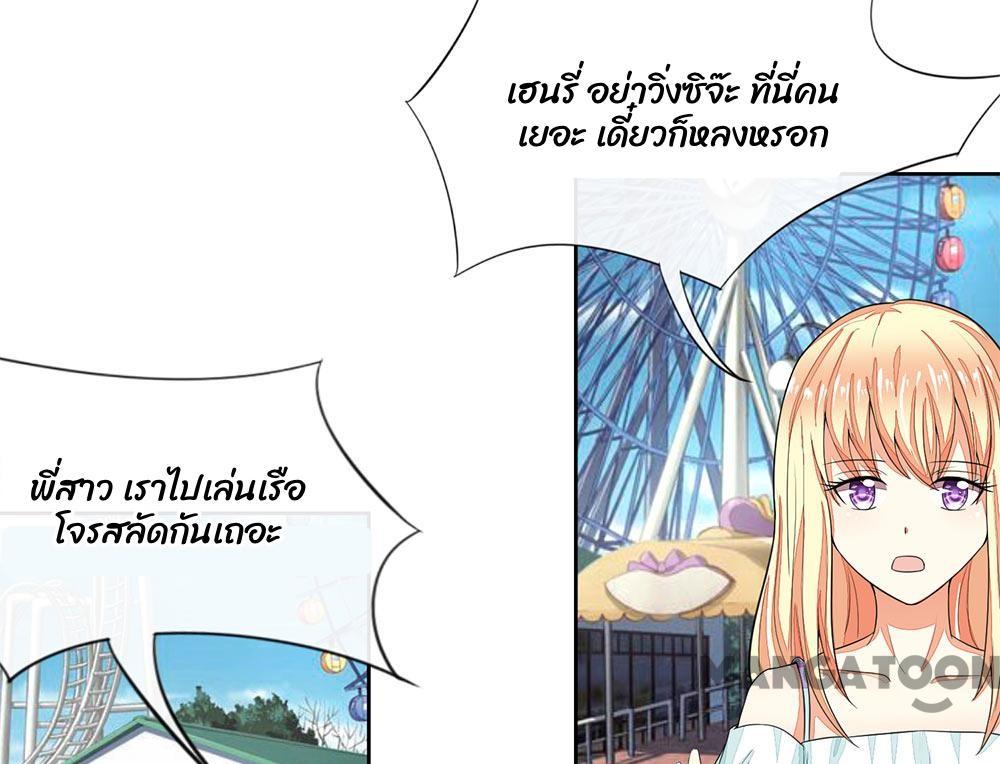 เฮนรี่ อย่าวิ่งซิจ๊ะ ที่นี่คน
เยอะ เดี๋ยวก็หลงหรอก
พี่สาว เราไปเล่นเรือ
โจรสลัดกันเถอะ
MANGATOON